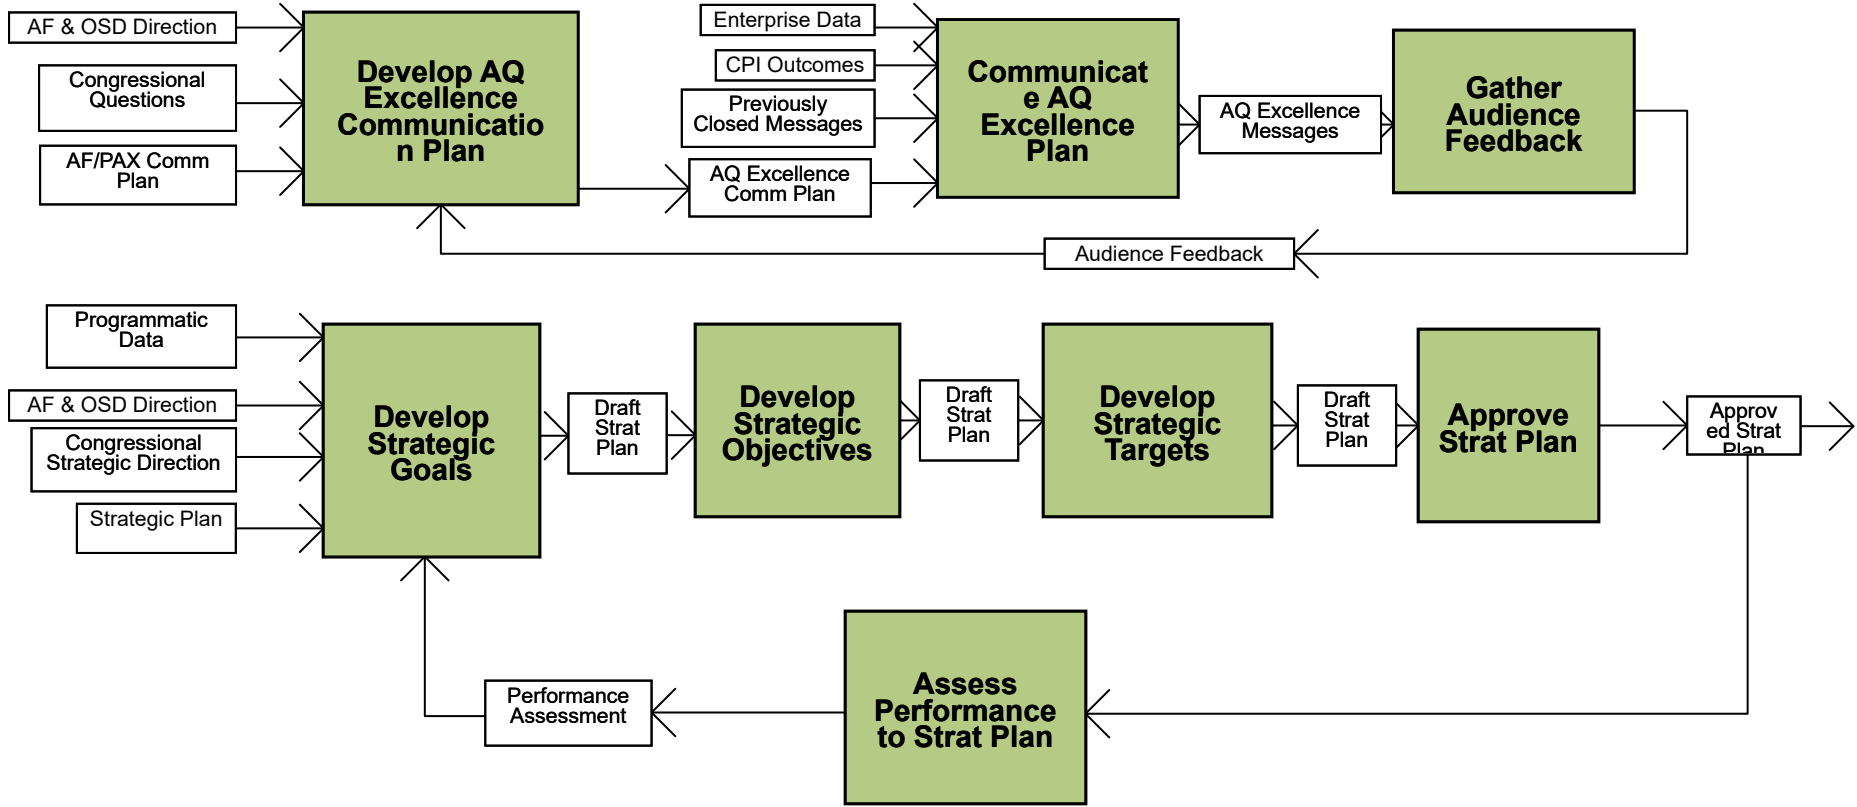 AF & OSD Direction
Congressional
Questions
AF/PAX Comm
Plan
Develop AQ
Excellence
Communicatio
n Plan
Enterprise Data
CPI Outcomes
Previously
Closed Messages
AQ Excellence
Comm Plan
Communicat
e AQ
Excellence
Plan
AQ Excellence
Messages
Gather
Audience
Feedback
Audience Feedback
Programmatic
Data
AF & OSD Direction
Congressional
Strategic Direction
Strategic Plan
Develop
Strategic
Goals
Draft
Strat
Plan
Develop
Strategic
Objectives
Draft
Strat
Plan
Develop
Strategic
Targets
Draft
Strat
Plan
Approve
Strat Plan
Approv
ed Strat
Plan
Performance
Assessment
Assess
Performance
to Strat Plan